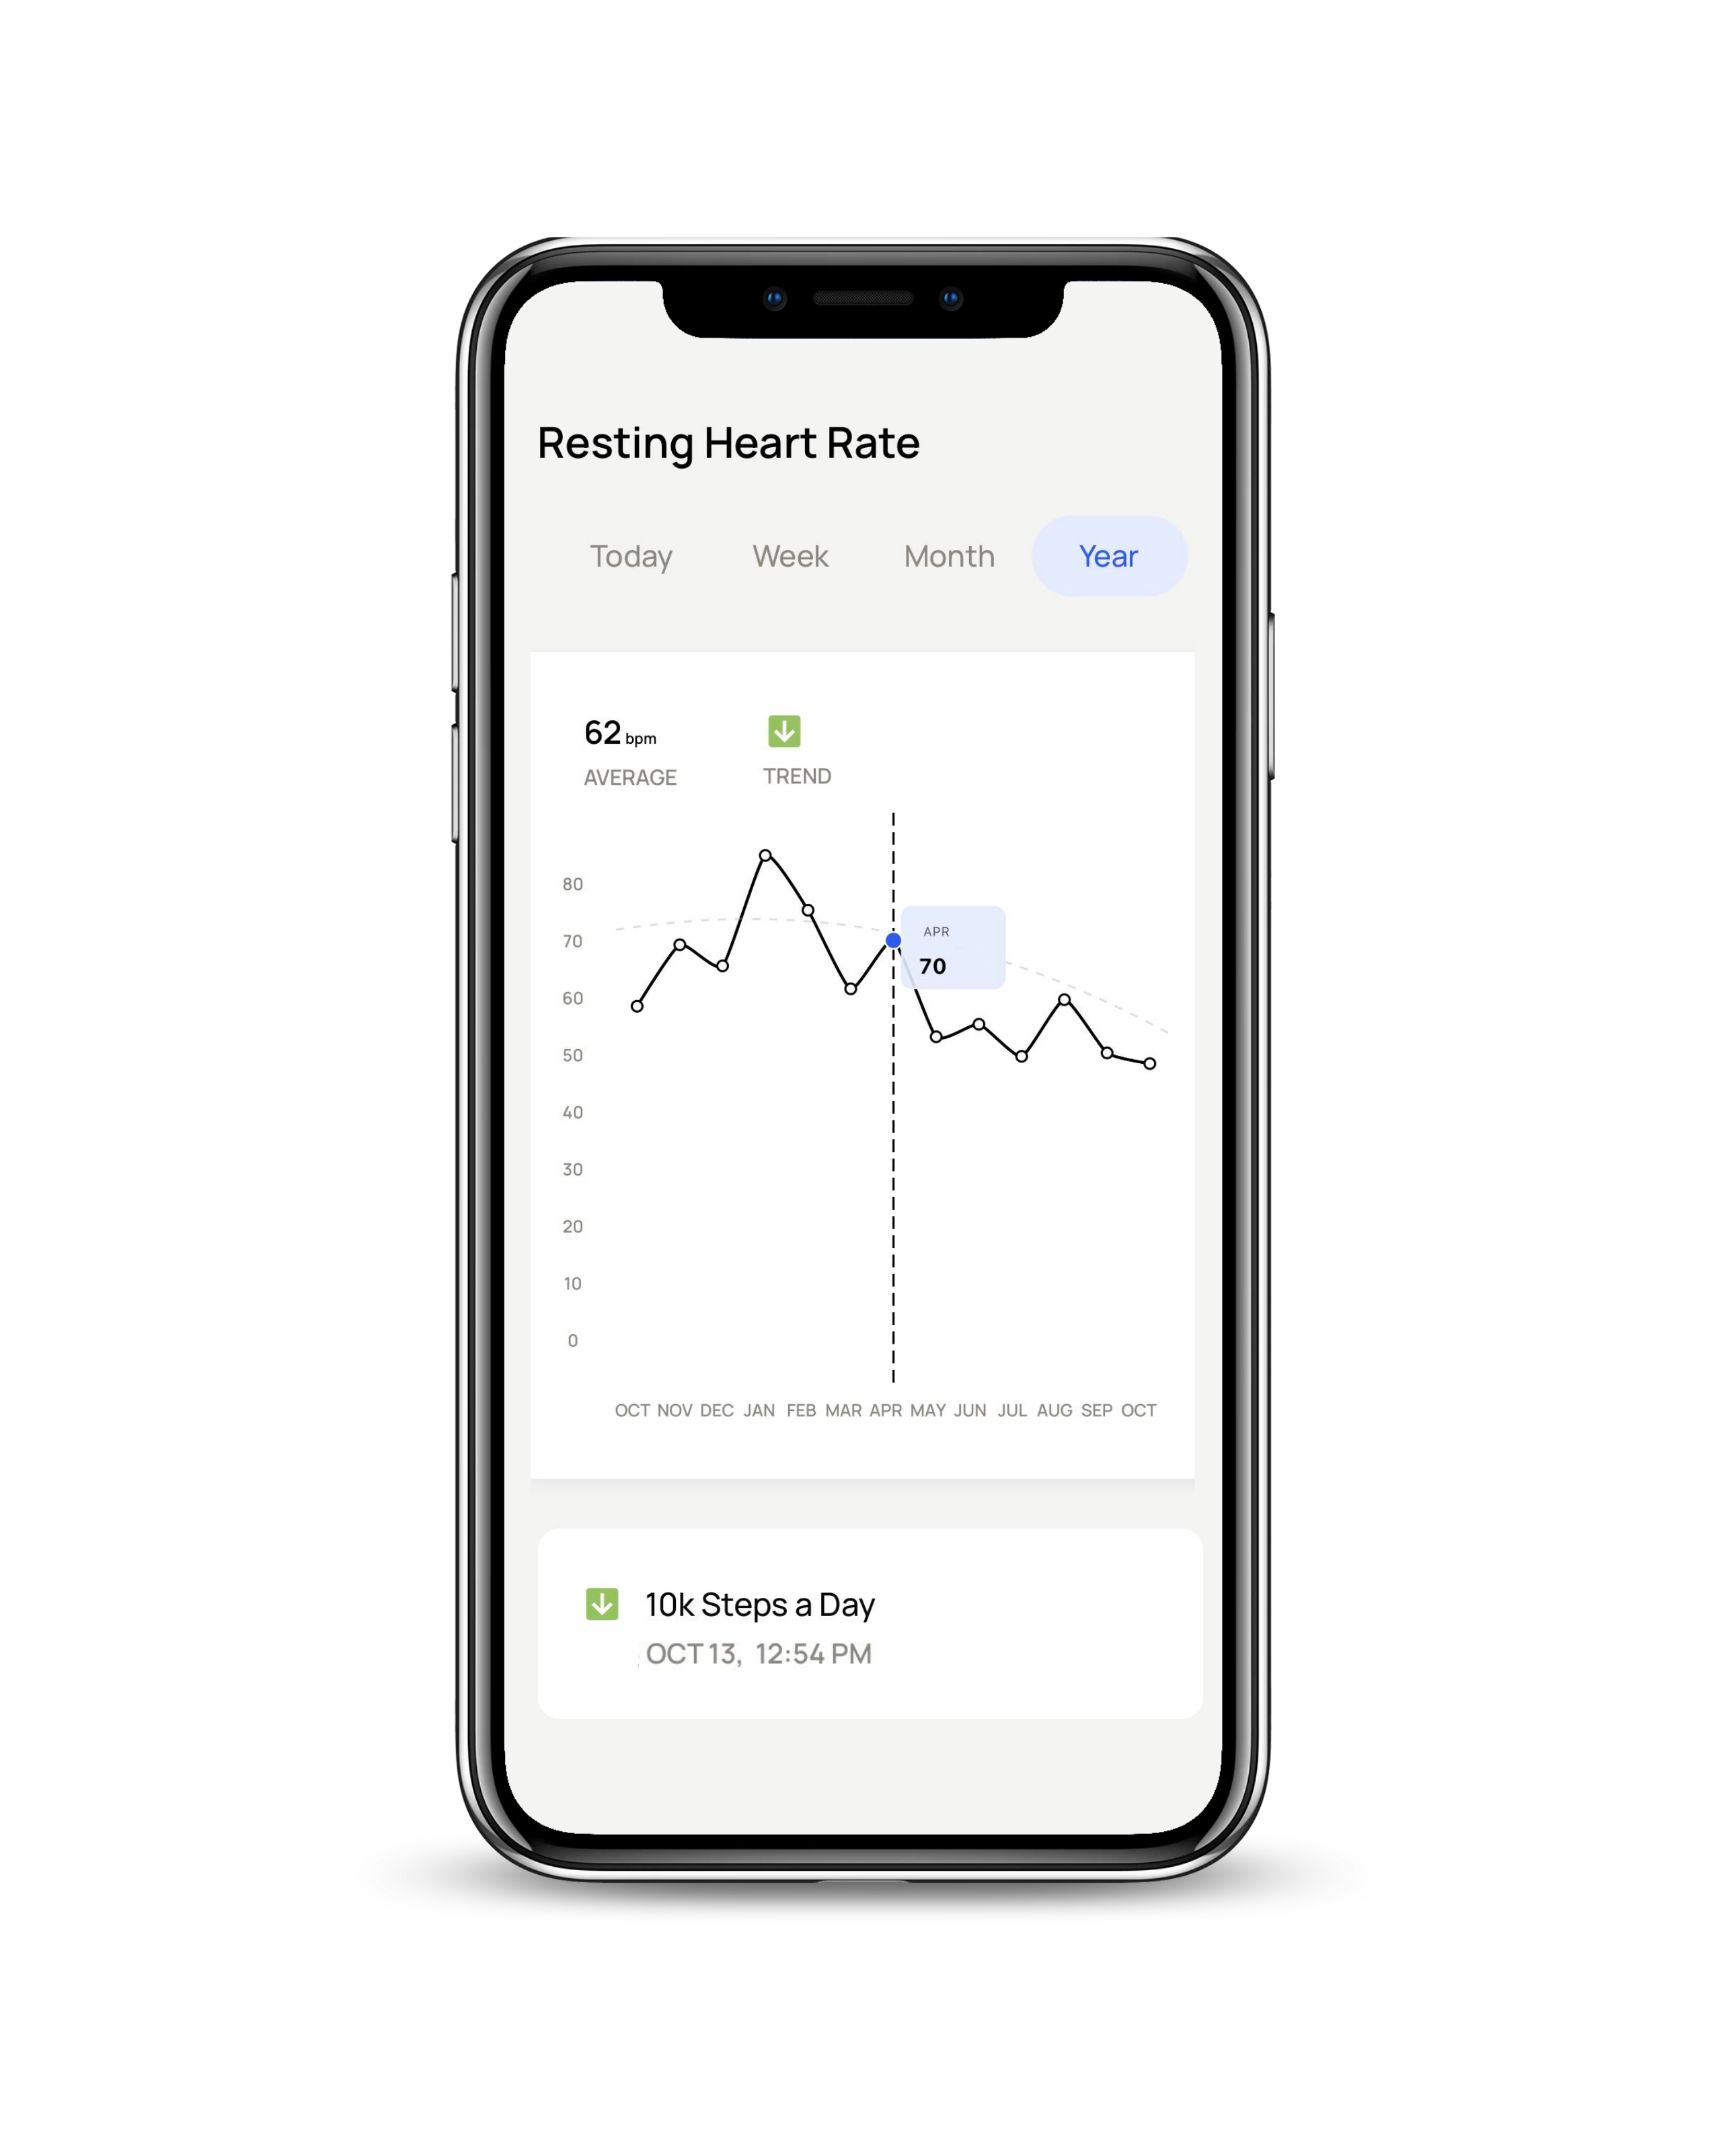 Resting Heart Rate
Today Week Month Year
62 bpm
AVERAGE
TREND
80
70
60
50
40
30
20
10
0
APR
70
OCT NOV DEC JAN FEB MAR APR MAY JUN JUL AUG SEP OCT
10k Steps a Day
OCT 13, 12:54 PM